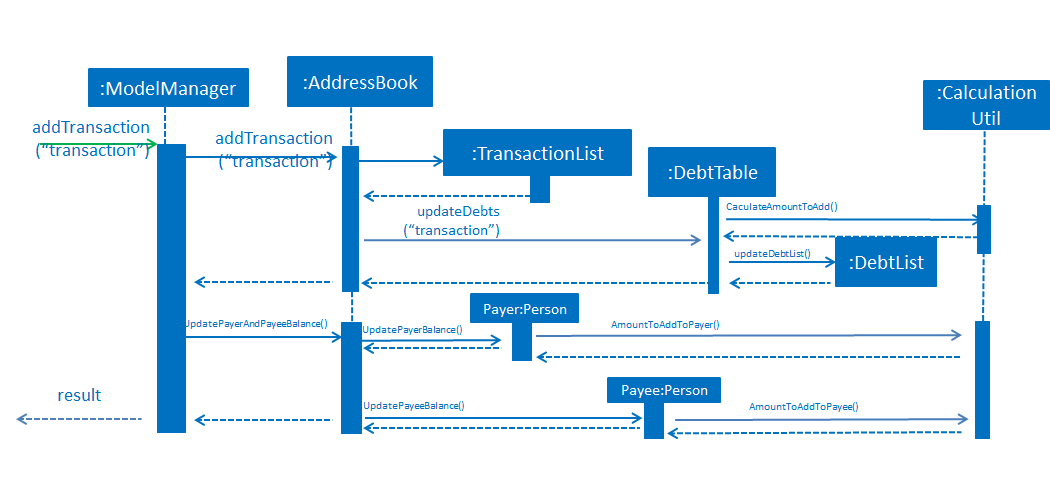 :ModelManager
:AddressBook
:Calculation
Util
addTransaction
(“transaction”)
addTransaction
(“transaction”)
:TransactionList
:DebtTable
updateDebts
(“transaction”)
CaculateAmountToAdd()
updateDebtList()
:DebtList
UpdatePayerAndPayeeBalance()
UpdatePayerBalance()
Payer:Person
AmountToAddToPayer()
result
UpdatePayeeBalance()
Payee:Person
AmountToAddToPayee()